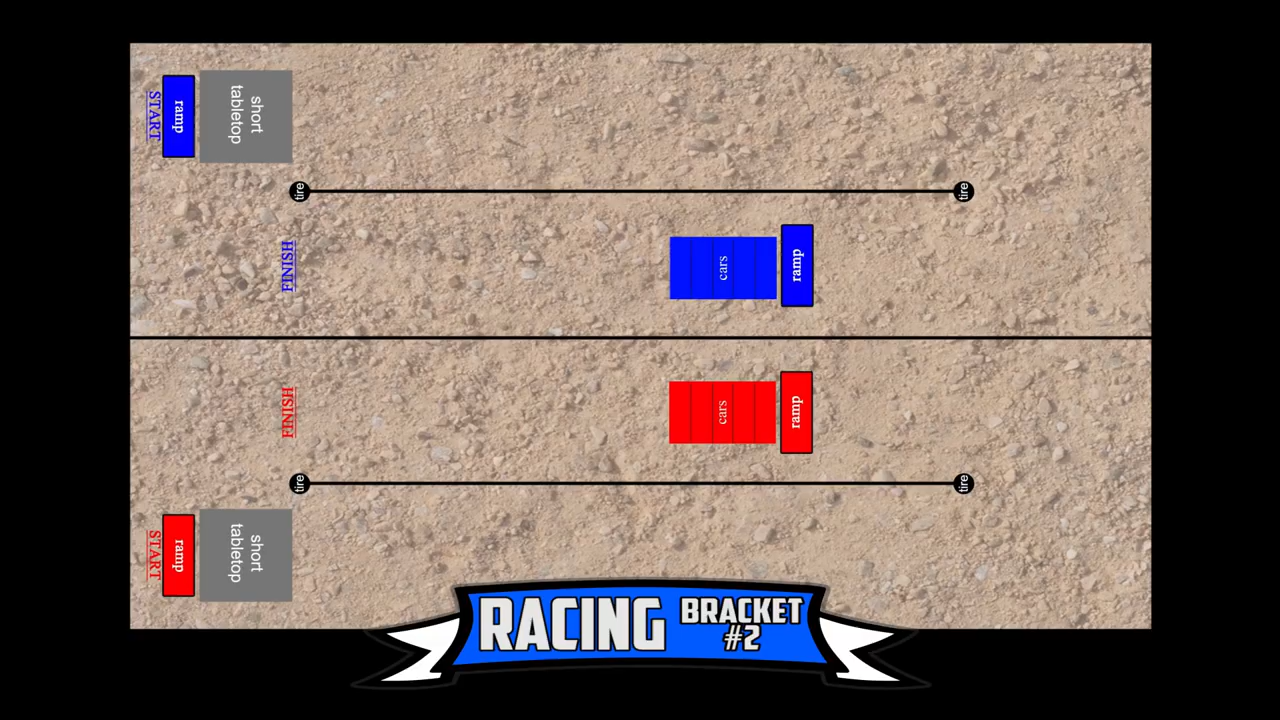 START
ramp
short
tabletop
tire
tire
FINISH
cars
ramp
FINISH
cars
ramp
tire
tire
START
ramp
short
tabletop
RACING
BRACKET
#2